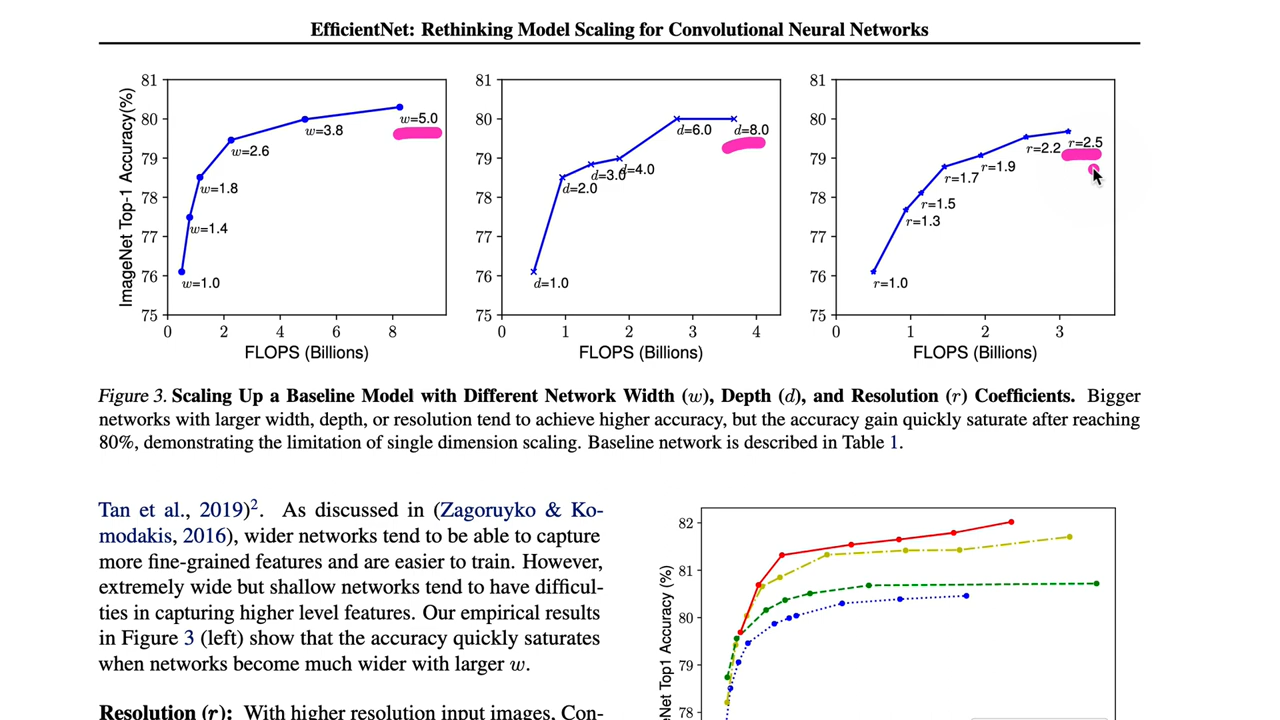 EfficientNet: Rethinking Model Scaling for Convolutional Neural Networks
ImageNet Top-1 Accuracy(%)
81
80
79
78
77
76
75
w=5.0
w=3.8
w=2.6
w=1.8
w=1.4
w=1.0
0 2 4 6 8
FLOPS (Billions)
81
80
79
78
77
76
75
d=6.0 d=8.0
d=3.0 d=4.0
d=2.0
d=1.0
0 1 2 3 4
FLOPS (Billions)
81
80
79
78
77
76
75
r=2.2 r=2.5
r=1.7 r=1.9
r=1.5
r=1.3
r=1.0
0 1 2 3
FLOPS (Billions)
Figure 3. Scaling Up a Baseline Model with Different Network Width (w), Depth (d), and Resolution (r) Coefficients. Bigger
networks with larger width, depth, or resolution tend to achieve higher accuracy, but the accuracy gain quickly saturate after reaching
80%, demonstrating the limitation of single dimension scaling. Baseline network is described in Table 1.
Tan et al., 2019)². As discussed in (Zagoruyko & Ko-
modakis, 2016), wider networks tend to be able to capture
more fine-grained features and are easier to train. However,
extremely wide but shallow networks tend to have difficul-
ties in capturing higher level features. Our empirical results
in Figure 3 (left) show that the accuracy quickly saturates
when networks become much wider with larger w.
Resolution (r): With higher resolution input images, Con-
82
81
80
79
78
eNet Top1 Accuracy (%)